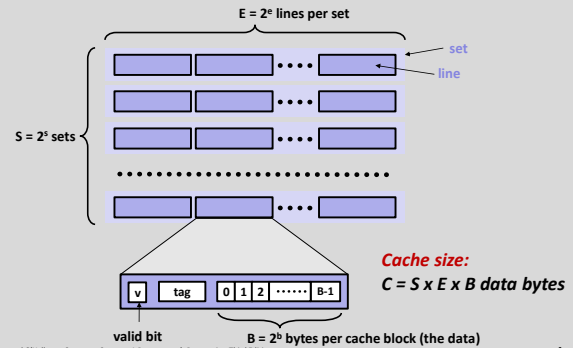 E = 2ᵉ lines per set
set
line
S = 2ˢ sets
Cache size:
C = S x E x B data bytes
v tag 0 1 2 B-1
valid bit
B = 2ᵇ bytes per cache block (the data)